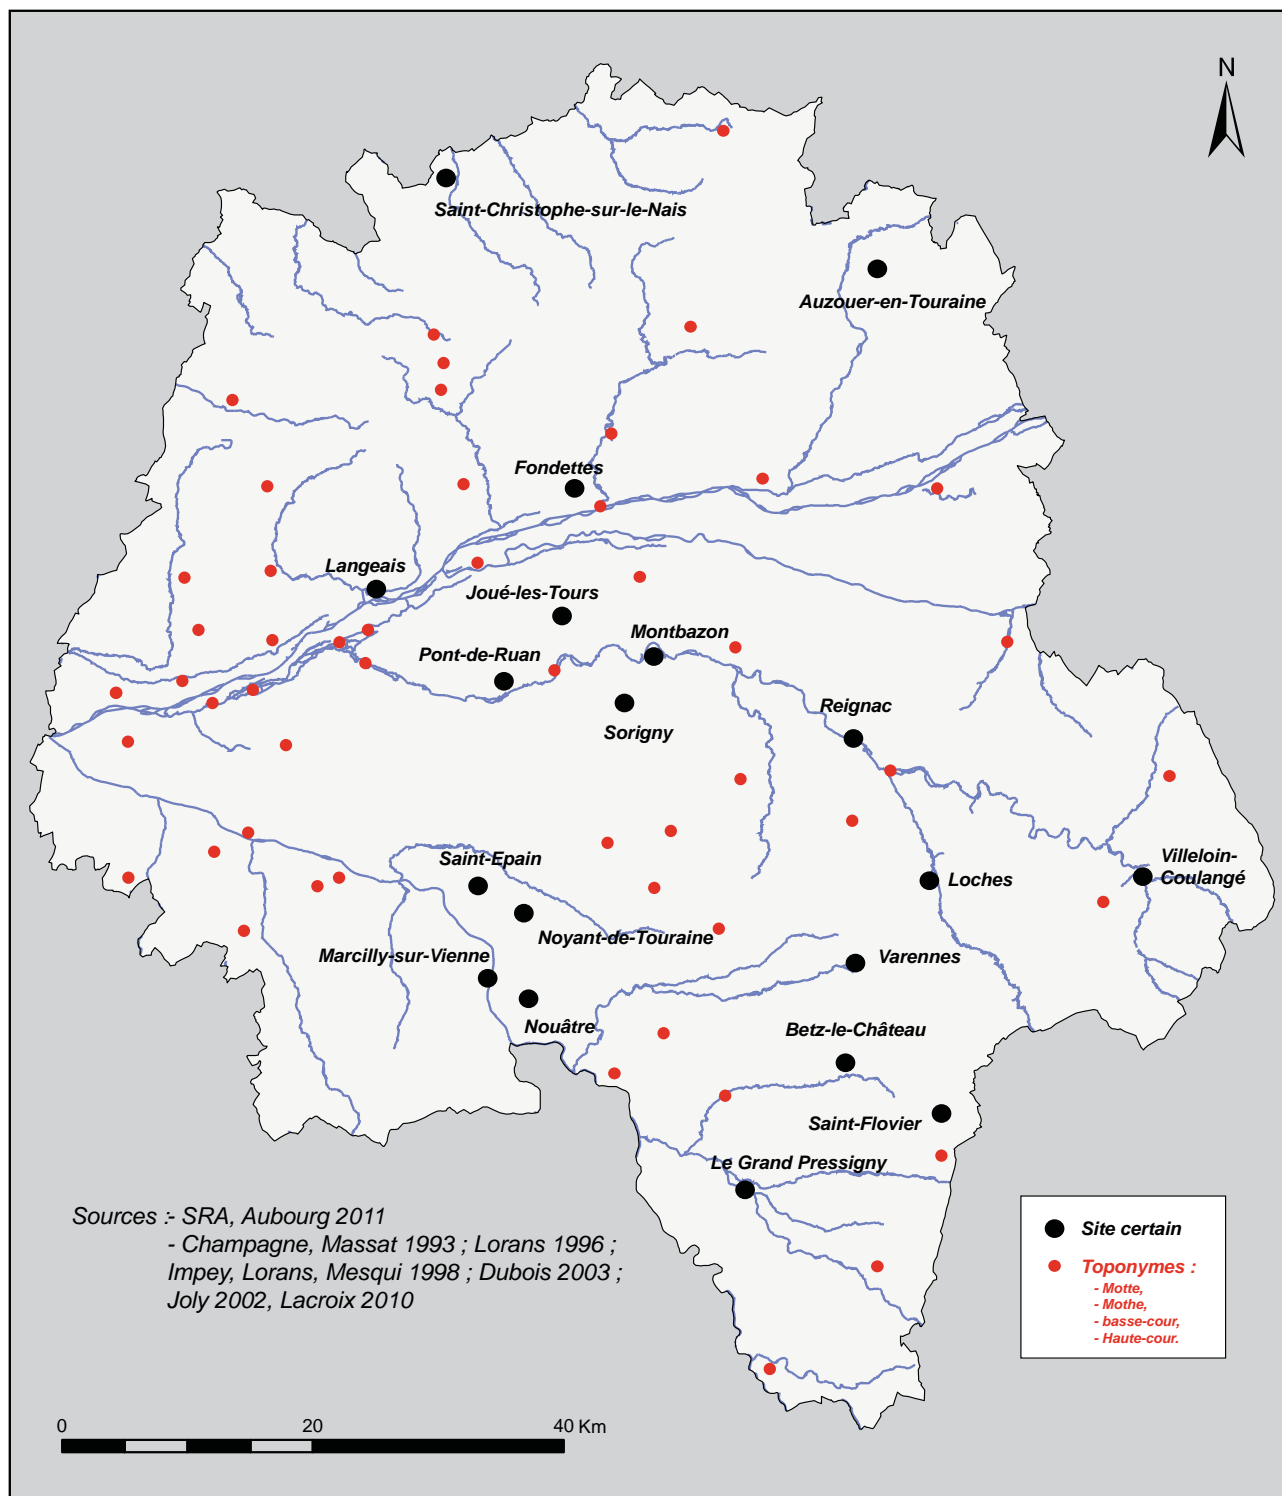 N
Saint-Christophe-sur-le-Nais
Auzouer-en-Touraine
Fondettes
Langeais
Joué-les-Tours
Montbazon
Pont-de-Ruan
Sorigny
Reignac
Saint-Epain
Villeloin-
Coulangé
Loches
Noyant-de-Touraine
Marcilly-sur-Vienne
Varennes
Nouâtre
Betz-le-Château
Saint-Flovier
Le Grand Pressigny
Sources :- SRA, Aubourg 2011
- Champagne, Massat 1993 ; Lorans 1996 ;
Impey, Lorans, Mesqui 1998 ; Dubois 2003 ;
Joly 2002, Lacroix 2010
Site certain
Toponymes :
- Motte,
- Mothe,
- basse-cour,
- Haute-cour.
0 20 40 Km